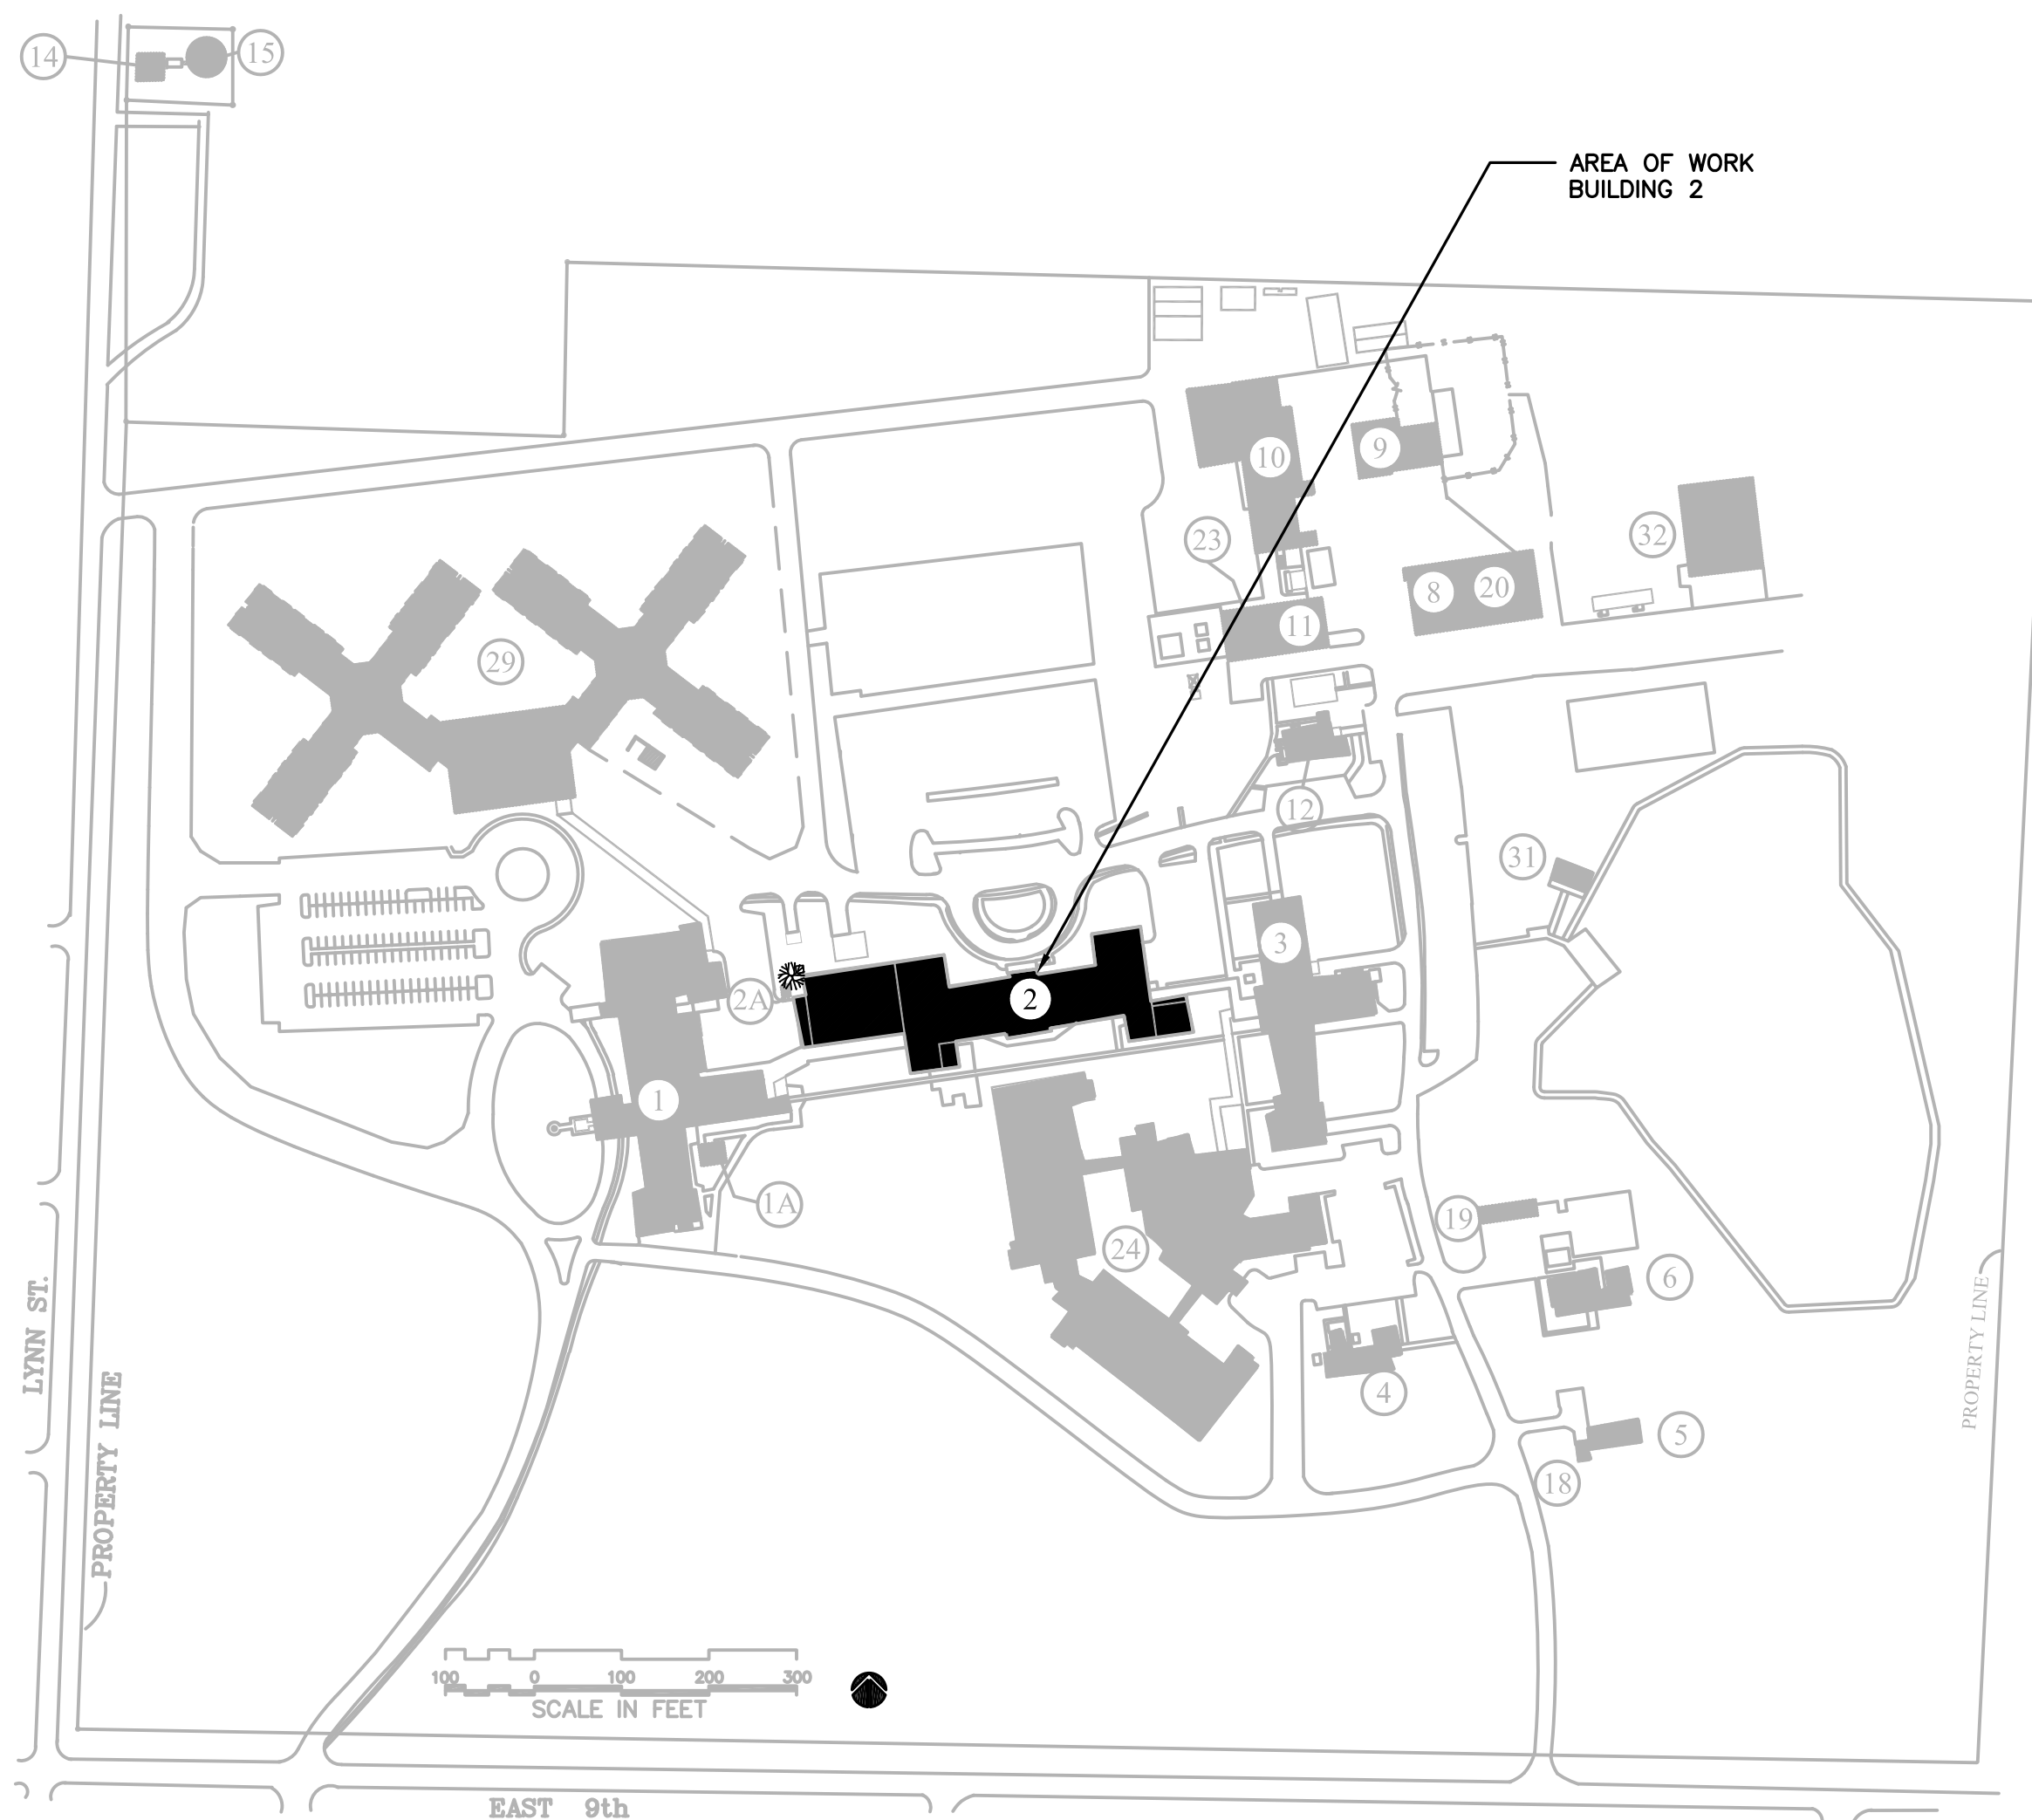 14
15
AREA OF WORK
BUILDING 2
10
9
23
32
8
20
11
29
12
31
3
2A
2
1
1A
19
24
6
4
5
18
LYNN ST.
PROPERTY LINE
PROPERTY LINE
100 0 100 200 300
SCALE IN FEET
EAST 9th